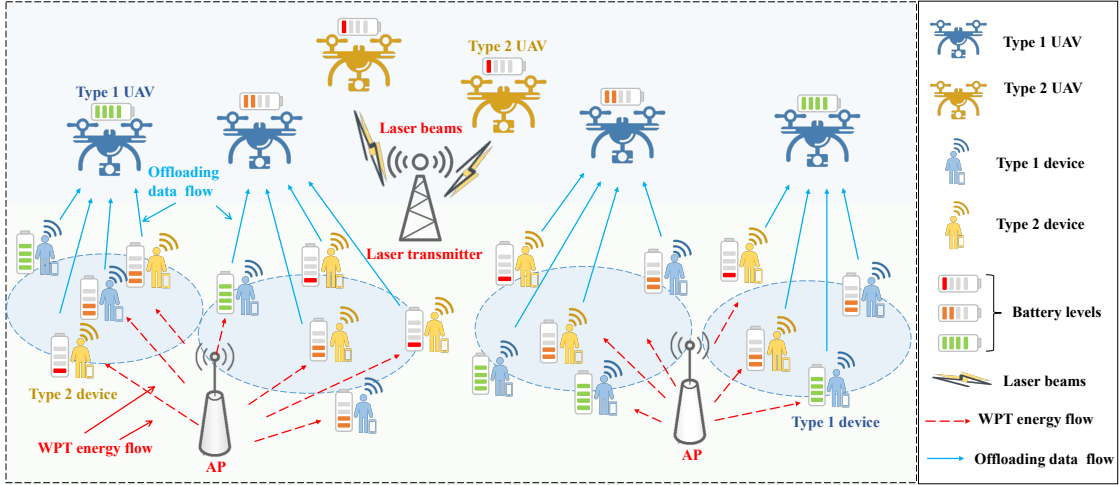 Type 2 UAV
Type 1 UAV
Laser beams
Offloading
data flow
Laser transmitter
Type 2 device
WPT energy flow
AP
AP
Type 1 device
Type 1 UAV
Type 2 UAV
Type 1 device
Type 2 device
Battery levels
Laser beams
WPT energy flow
Offloading data flow